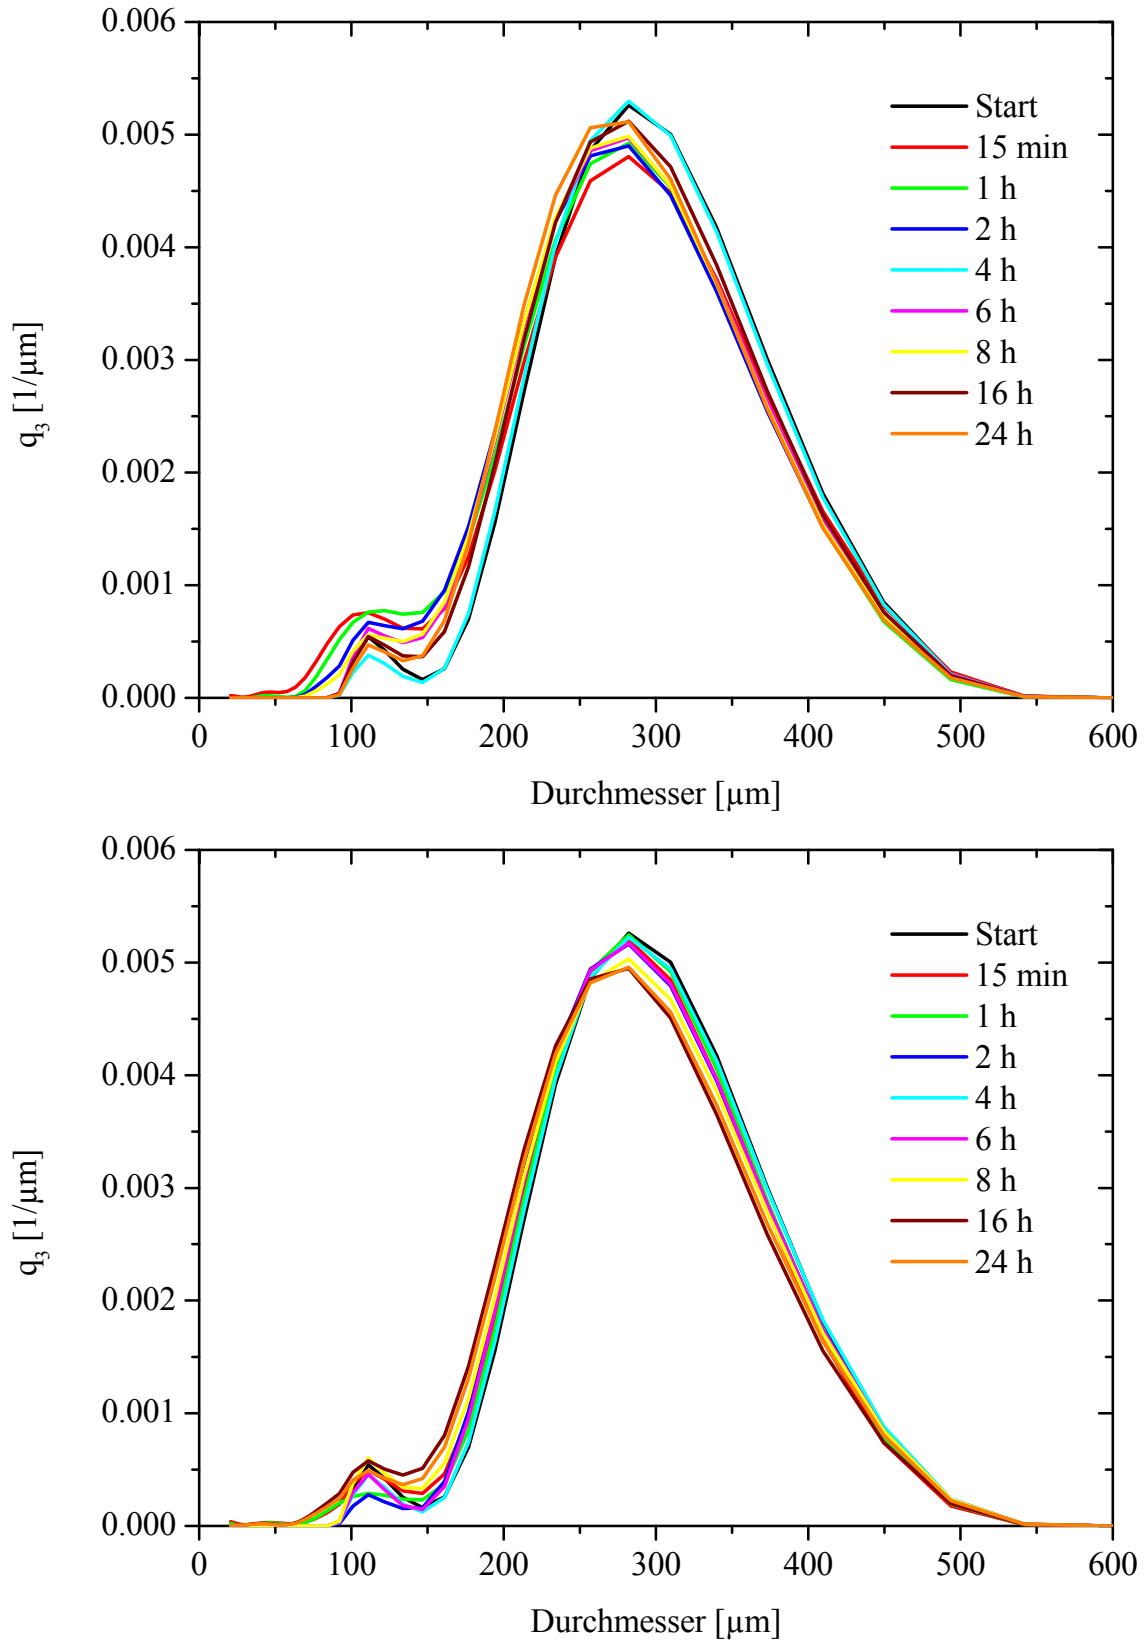 0.006
0.005
0.004
0.003
0.002
0.001
0.000
q3 [1/µm]
0 100 200 300 400 500 600
Durchmesser [µm]
Start
15 min
1 h
2 h
4 h
6 h
8 h
16 h
24 h
0.006
0.005
0.004
0.003
0.002
0.001
0.000
q3 [1/µm]
0 100 200 300 400 500 600
Durchmesser [µm]
Start
15 min
1 h
2 h
4 h
6 h
8 h
16 h
24 h